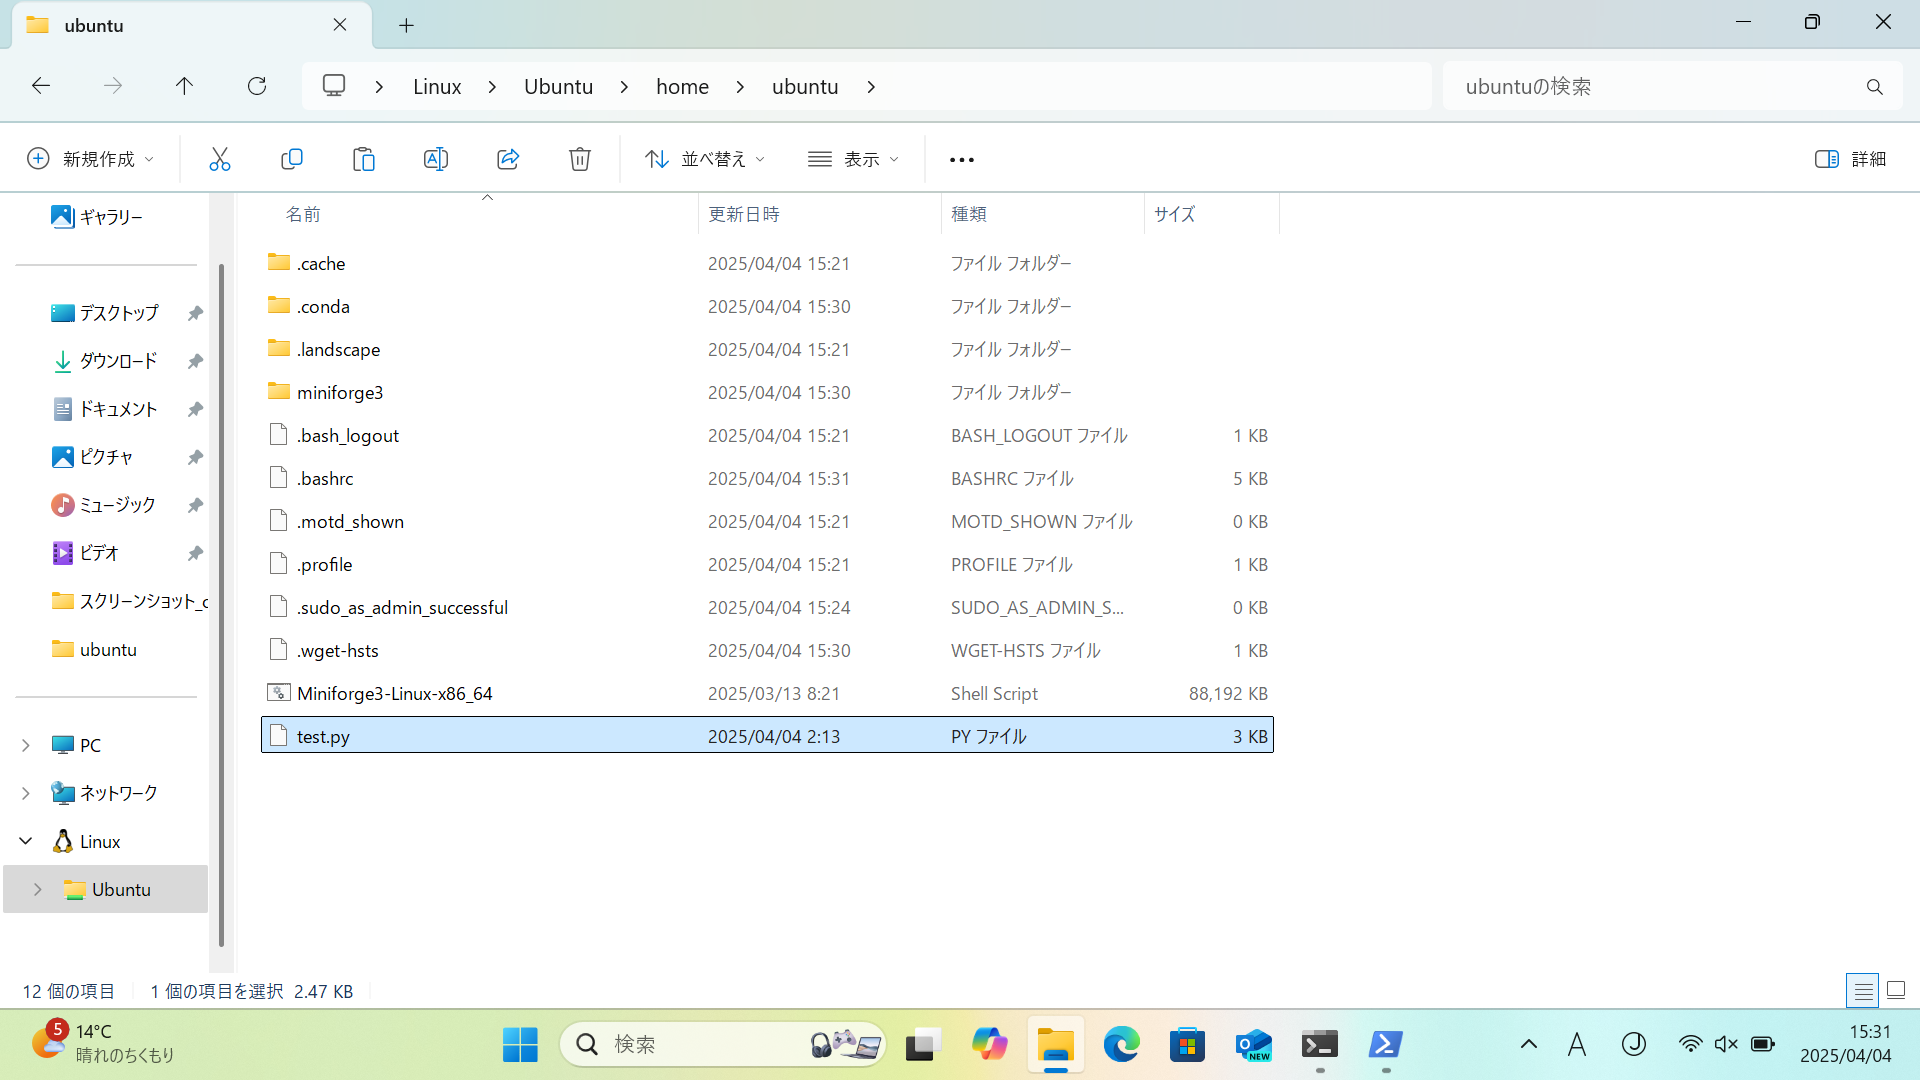 ubuntu
Linux
Ubuntu
home
ubuntu
ubuntuの検索
新規作成
並べ替え
表示
詳細
名前
更新日時
種類
サイズ
ギャラリー
デスクトップ
ダウンロード
ドキュメント
ピクチャ
ミュージック
ビデオ
スクリーンショット_c
ubuntu
PC
ネットワーク
Linux
Ubuntu
.cache 2025/04/04 15:21 ファイル フォルダー
.conda 2025/04/04 15:30 ファイル フォルダー
.landscape 2025/04/04 15:21 ファイル フォルダー
miniforge3 2025/04/04 15:30 ファイル フォルダー
.bash_logout 2025/04/04 15:21 BASH_LOGOUT ファイル 1 KB
.bashrc 2025/04/04 15:31 BASHRC ファイル 5 KB
.motd_shown 2025/04/04 15:21 MOTD_SHOWN ファイル 0 KB
.profile 2025/04/04 15:21 PROFILE ファイル 1 KB
.sudo_as_admin_successful 2025/04/04 15:24 SUDO_AS_ADMIN_S... 0 KB
.wget-hsts 2025/04/04 15:30 WGET-HSTS ファイル 1 KB
Miniforge3-Linux-x86_64 2025/03/13 8:21 Shell Script 88,192 KB
test.py 2025/04/04 2:13 PY ファイル 3 KB
12 個の項目
1 個の項目を選択 2.47 KB
5
14°C
晴れのちくもり
検索
NEW
A
J
15:31
2025/04/04